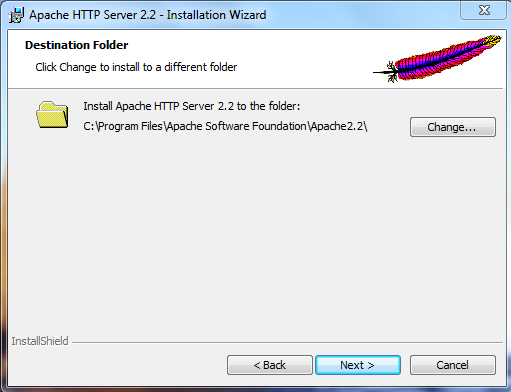 Apache HTTP Server 2.2 - Installation Wizard
Destination Folder
Click Change to install to a different folder
Install Apache HTTP Server 2.2 to the folder:
C:\Program Files\Apache Software Foundation\Apache2.2\
Change...
InstallShield
< Back
Next >
Cancel